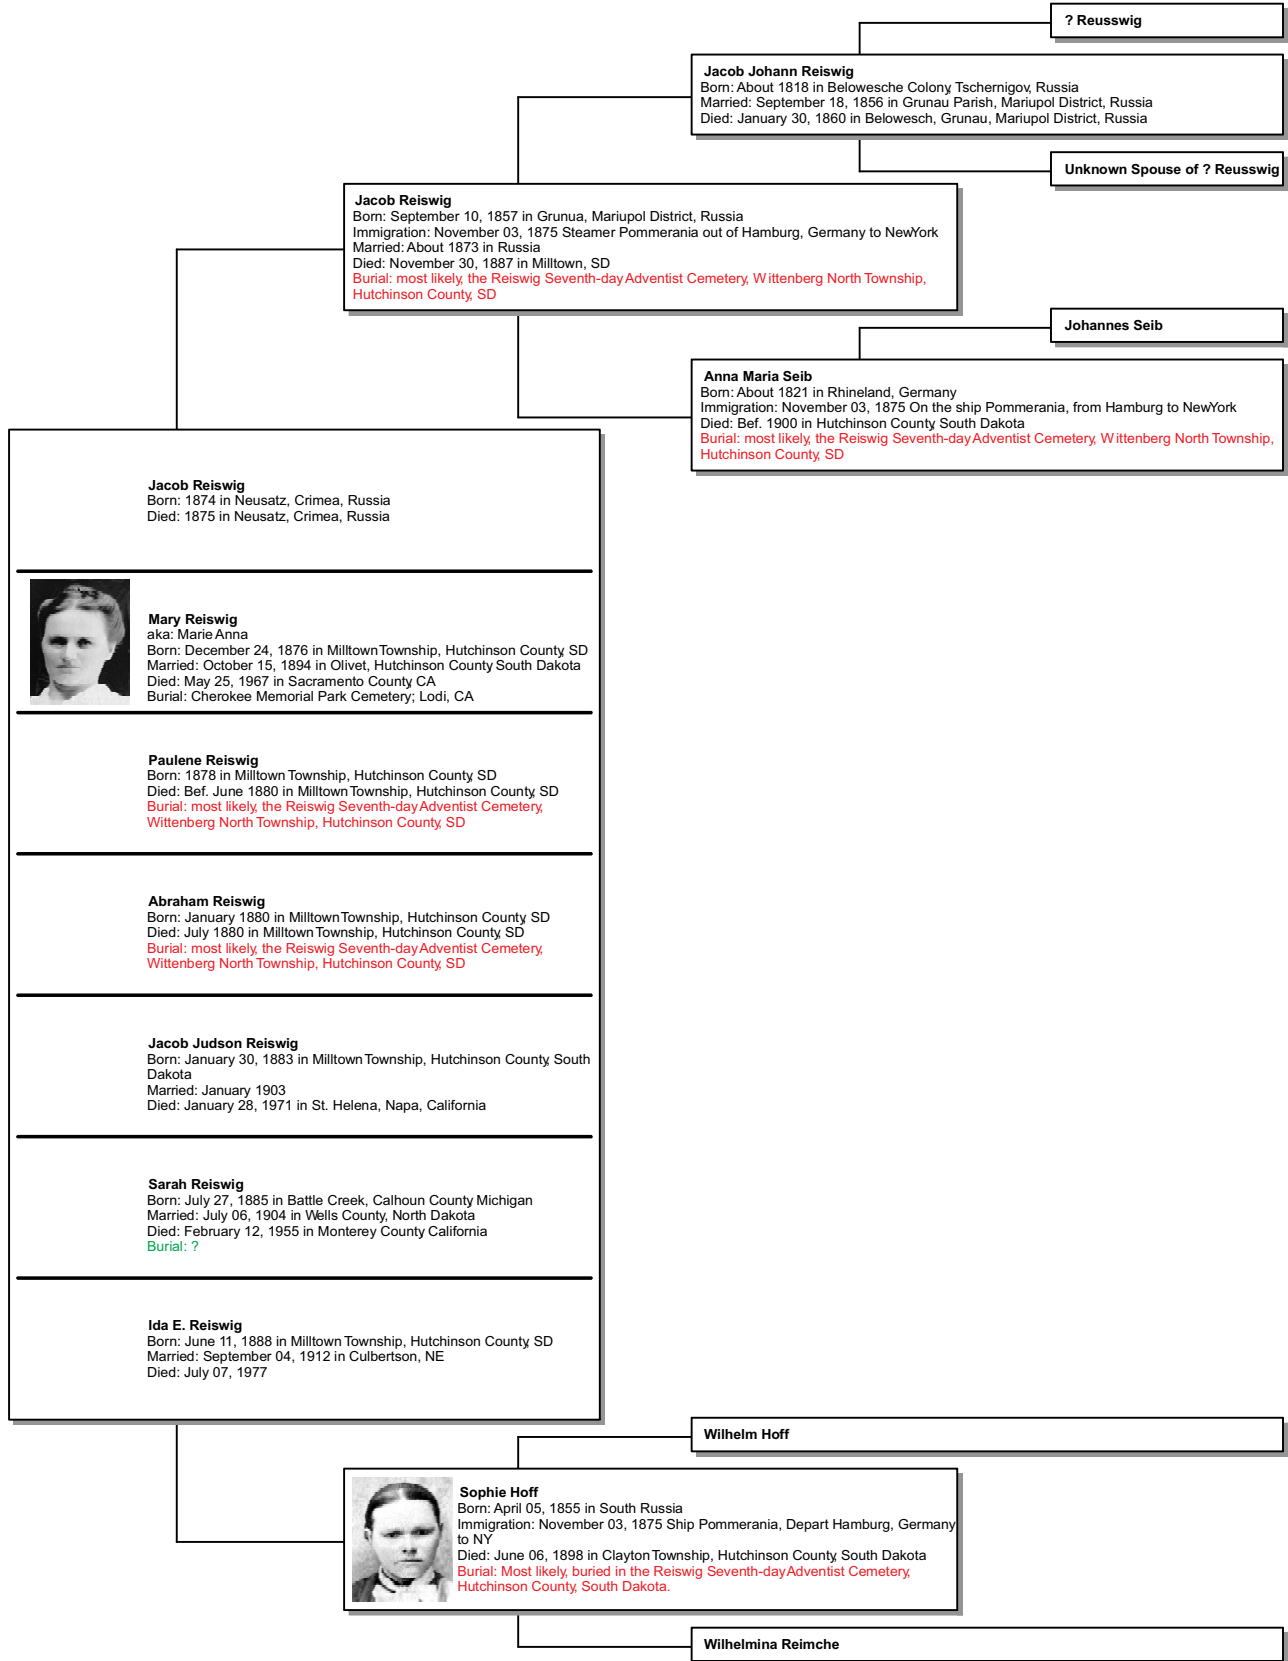 ? Reusswig
Jacob Johann Reiswig
Born: About 1818 in Belowesche Colony, Tschernigov, Russia
Married: September 18, 1856 in Grunau Parish, Mariupol District, Russia
Died: January 30, 1860 in Belowesch, Grunau, Mariupol District, Russia
Unknown Spouse of ? Reusswig
Jacob Reiswig
Born: September 10, 1857 in Grunua, Mariupol District, Russia
Immigration: November 03, 1875 Steamer Pommerania out of Hamburg, Germany to New York
Married: About 1873 in Russia
Died: November 30, 1887 in Milltown, SD
Burial: most likely, the Reiswig Seventh-day Adventist Cemetery, Wittenberg North Township,
Hutchinson County, SD
Johannes Seib
Anna Maria Seib
Born: About 1821 in Rhineland, Germany
Immigration: November 03, 1875 On the ship Pommerania, from Hamburg to New York
Died: Bef. 1900 in Hutchinson County, South Dakota
Burial: most likely, the Reiswig Seventh-day Adventist Cemetery, Wittenberg North Township,
Hutchinson County, SD
Jacob Reiswig
Born: 1874 in Neusatz, Crimea, Russia
Died: 1875 in Neusatz, Crimea, Russia
Mary Reiswig
aka: Marie Anna
Born: December 24, 1876 in Milltown Township, Hutchinson County, SD
Married: October 15, 1894 in Olivet, Hutchinson County, South Dakota
Died: May 25, 1967 in Sacramento County, CA
Burial: Cherokee Memorial Park Cemetery; Lodi, CA
Paulene Reiswig
Born: 1878 in Milltown Township, Hutchinson County, SD
Died: Bef. June 1880 in Milltown Township, Hutchinson County, SD
Burial: most likely, the Reiswig Seventh-day Adventist Cemetery,
Wittenberg North Township, Hutchinson County, SD
Abraham Reiswig
Born: January 1880 in Milltown Township, Hutchinson County, SD
Died: July 1880 in Milltown Township, Hutchinson County, SD
Burial: most likely, the Reiswig Seventh-day Adventist Cemetery,
Wittenberg North Township, Hutchinson County, SD
Jacob Judson Reiswig
Born: January 30, 1883 in Milltown Township, Hutchinson County, South
Dakota
Married: January 1903
Died: January 28, 1971 in St. Helena, Napa, California
Sarah Reiswig
Born: July 27, 1885 in Battle Creek, Calhoun County, Michigan
Married: July 06, 1904 in Wells County, North Dakota
Died: February 12, 1955 in Monterey County, California
Burial: ?
Ida E. Reiswig
Born: June 11, 1888 in Milltown Township, Hutchinson County, SD
Married: September 04, 1912 in Culbertson, NE
Died: July 07, 1977
Wilhelm Hoff
Sophie Hoff
Born: April 05, 1855 in South Russia
Immigration: November 03, 1875 Ship Pommerania, Depart Hamburg, Germany
to NY
Died: June 06, 1898 in Clayton Township, Hutchinson County, South Dakota
Burial: Most likely, buried in the Reiswig Seventh-day Adventist Cemetery,
Hutchinson County, South Dakota.
Wilhelmina Reimche